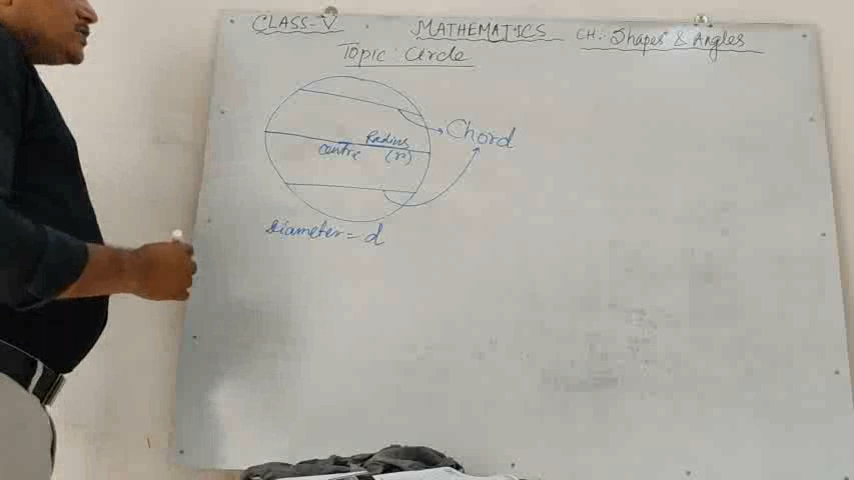 CLASS-V MATHEMATICS CH: Shapes & Angles
Topic: Circle
Chord
Radius
centre (r)
Diameter = d